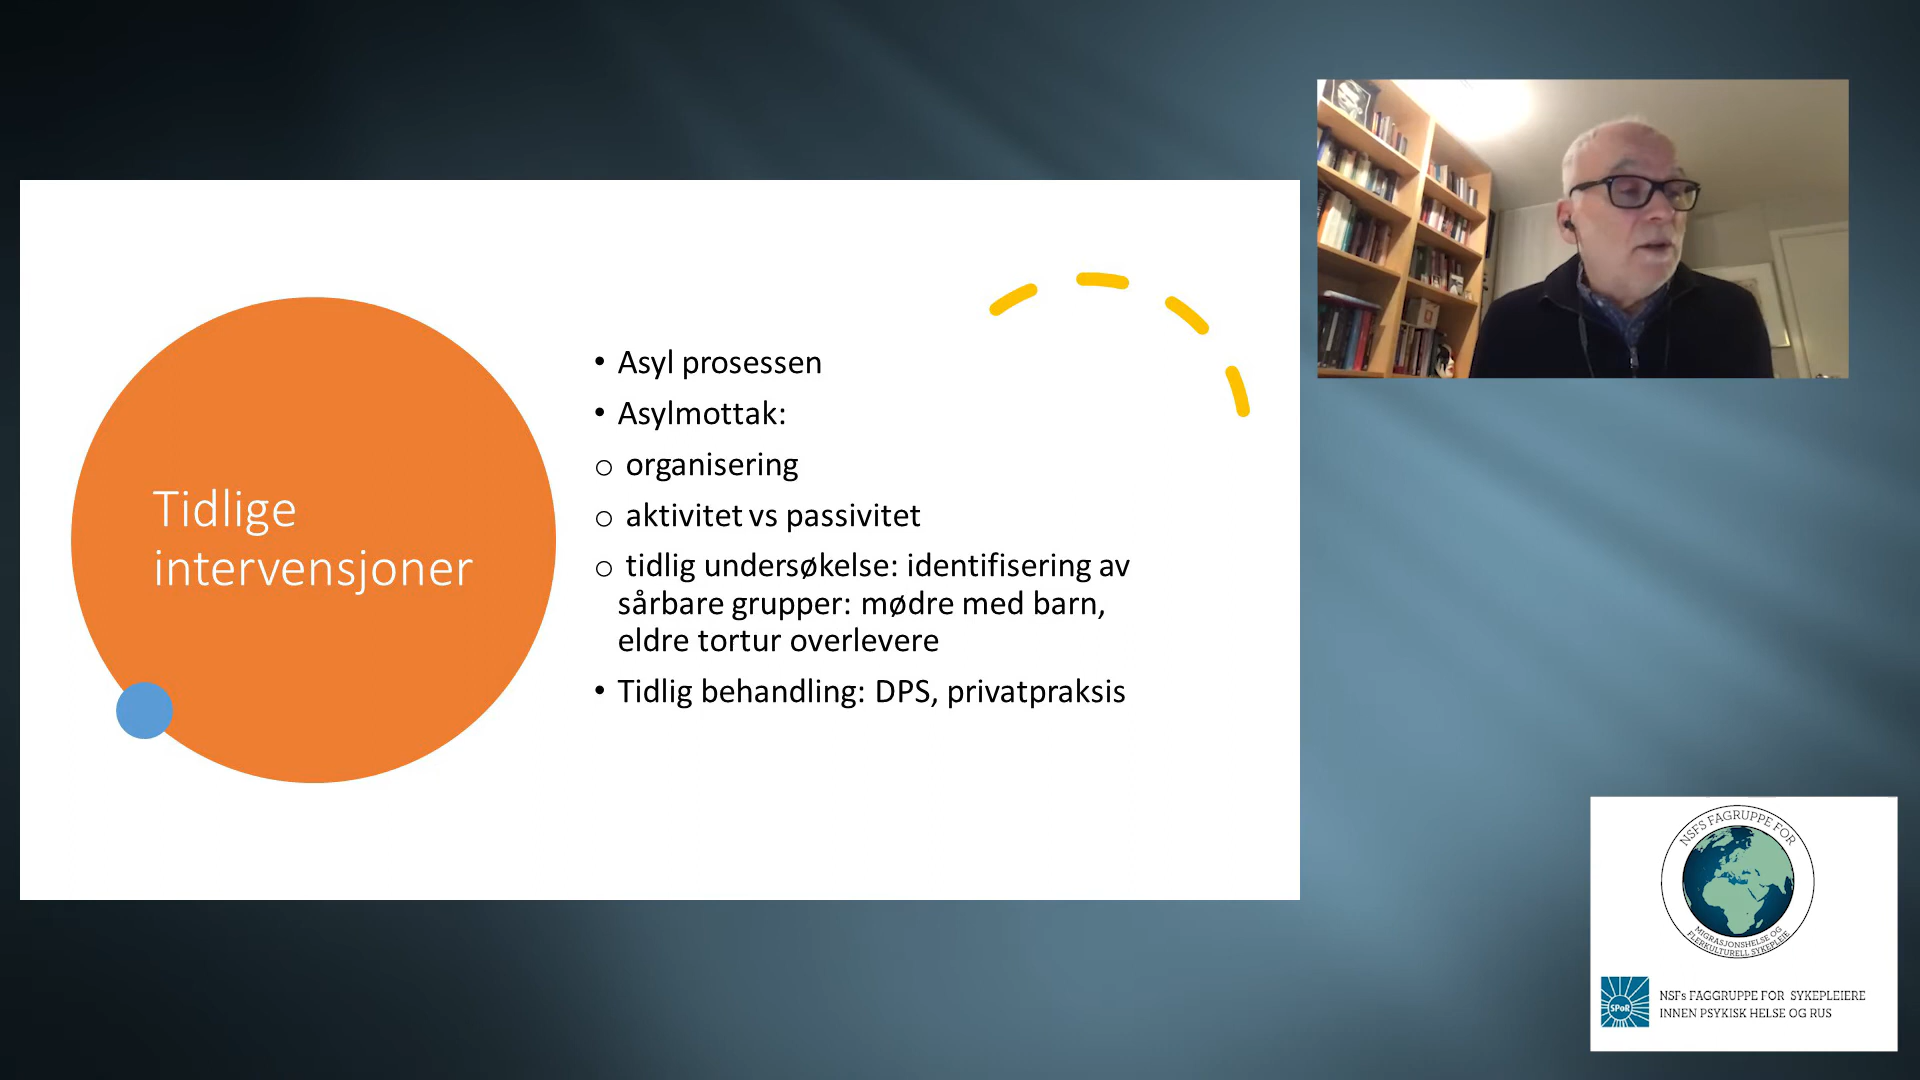 Tidlige
intervensjoner
• Asyl prosessen
• Asylmottak:
o organisering
o aktivitet vs passivitet
o tidlig undersøkelse: identifisering av
sårbare grupper: mødre med barn,
eldre tortur overlevere
• Tidlig behandling: DPS, privatpraksis
NSFS FAGRUPPE FOR
MIGRASJONSHELSE OG
FLERKULTURELL SYKEPLEIE
SPoR
NSFs FAGGRUPPE FOR SYKEPLEIERE
INNEN PSYKISK HELSE OG RUS